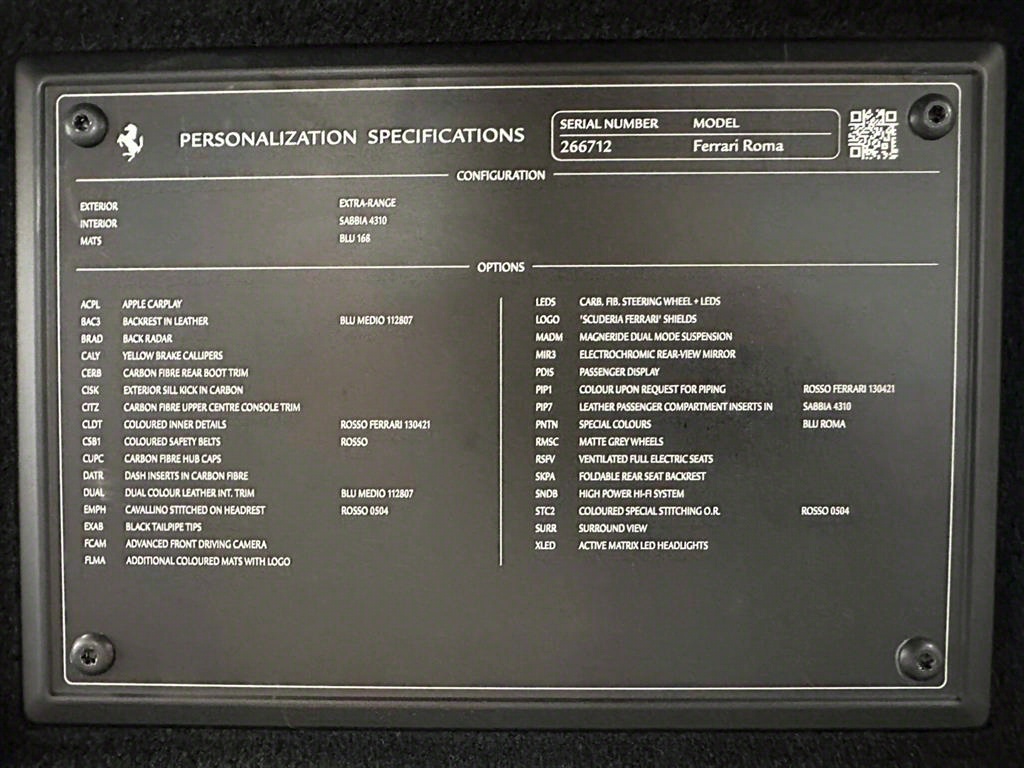 PERSONALIZATION SPECIFICATIONS
SERIAL NUMBER MODEL
266712 Ferrari Roma
CONFIGURATION
EXTERIOR EXTRA-RANGE
INTERIOR SABBIA 4310
MATS BLU 168
OPTIONS
ACPL APPLE CARPLAY
BAC3 BACKREST IN LEATHER BLU MEDIO 112807
BRAD BACK RADAR
CALY YELLOW BRAKE CALLIPERS
CERB CARBON FIBRE REAR BOOT TRIM
CISK EXTERIOR SILL KICK IN CARBON
CITZ CARBON FIBRE UPPER CENTRE CONSOLE TRIM
CLDT COLOURED INNER DETAILS ROSSO FERRARI 130421
CSB1 COLOURED SAFETY BELTS ROSSO
CUPC CARBON FIBRE HUB CAPS
DATR DASH INSERTS IN CARBON FIBRE
DUAL DUAL COLOUR LEATHER INT. TRIM BLU MEDIO 112807
EMPH CAVALLINO STITCHED ON HEADREST ROSSO 0504
EXAB BLACK TAILPIPE TIPS
FCAM ADVANCED FRONT DRIVING CAMERA
FLMA ADDITIONAL COLOURED MATS WITH LOGO
LEDS CARB. FIB. STEERING WHEEL + LEDS
LOGO 'SCUDERIA FERRARI' SHIELDS
MADM MAGNERIDE DUAL MODE SUSPENSION
MIR3 ELECTROCHROMIC REAR-VIEW MIRROR
PDIS PASSENGER DISPLAY
PIP1 COLOUR UPON REQUEST FOR PIPING ROSSO FERRARI 130421
PIP7 LEATHER PASSENGER COMPARTMENT INSERTS IN SABBIA 4310
PNTN SPECIAL COLOURS BLU ROMA
RMSC MATTE GREY WHEELS
RSFV VENTILATED FULL ELECTRIC SEATS
SKPA FOLDABLE REAR SEAT BACKREST
SNDB HIGH POWER HI-FI SYSTEM
STC2 COLOURED SPECIAL STITCHING O.R. ROSSO 0504
SURR SURROUND VIEW
XLED ACTIVE MATRIX LED HEADLIGHTS